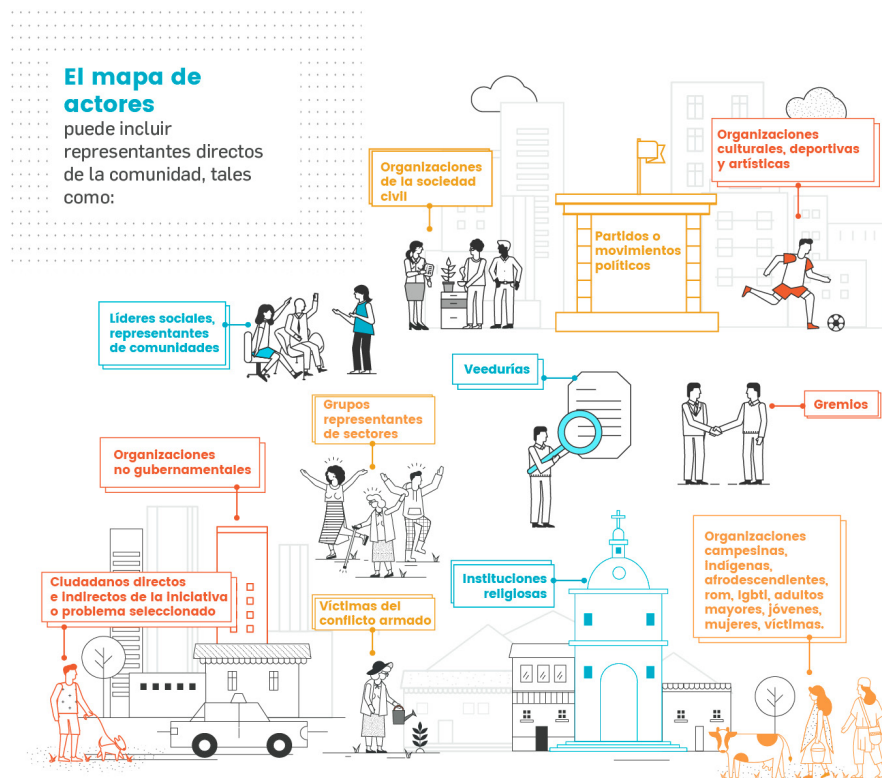 El mapa de
actores
puede incluir
representantes directos
de la comunidad, tales
como:
Organizaciones
de la sociedad
civil
Partidos o
movimientos
políticos
Organizaciones
culturales, deportivas
y artísticas
Líderes sociales,
representantes
de comunidades
Veedurías
Gremios
Grupos
representantes
de sectores
Organizaciones
no gubernamentales
Ciudadanos directos
e indirectos de la iniciativa
o problema seleccionado
Víctimas del
conflicto armado
Instituciones
religiosas
Organizaciones
campesinas,
indígenas,
afrodescendientes,
rom, lgbti, adultos
mayores, jóvenes,
mujeres, víctimas.